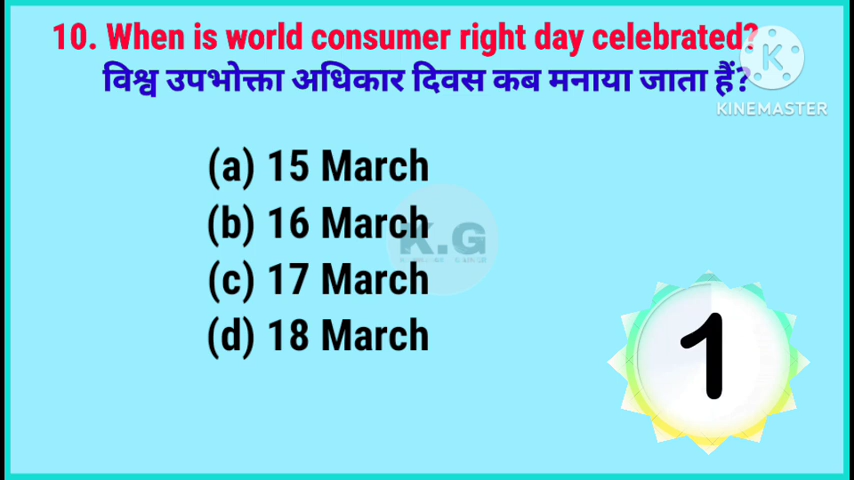 10. When is world consumer right day celebrated?
विश्व उपभोक्ता अधिकार दिवस कब मनाया जाता हैं?
K
KINEMASTER
(a) 15 March
(b) 16 March
K.G
(c) 17 March
(d) 18 March
1